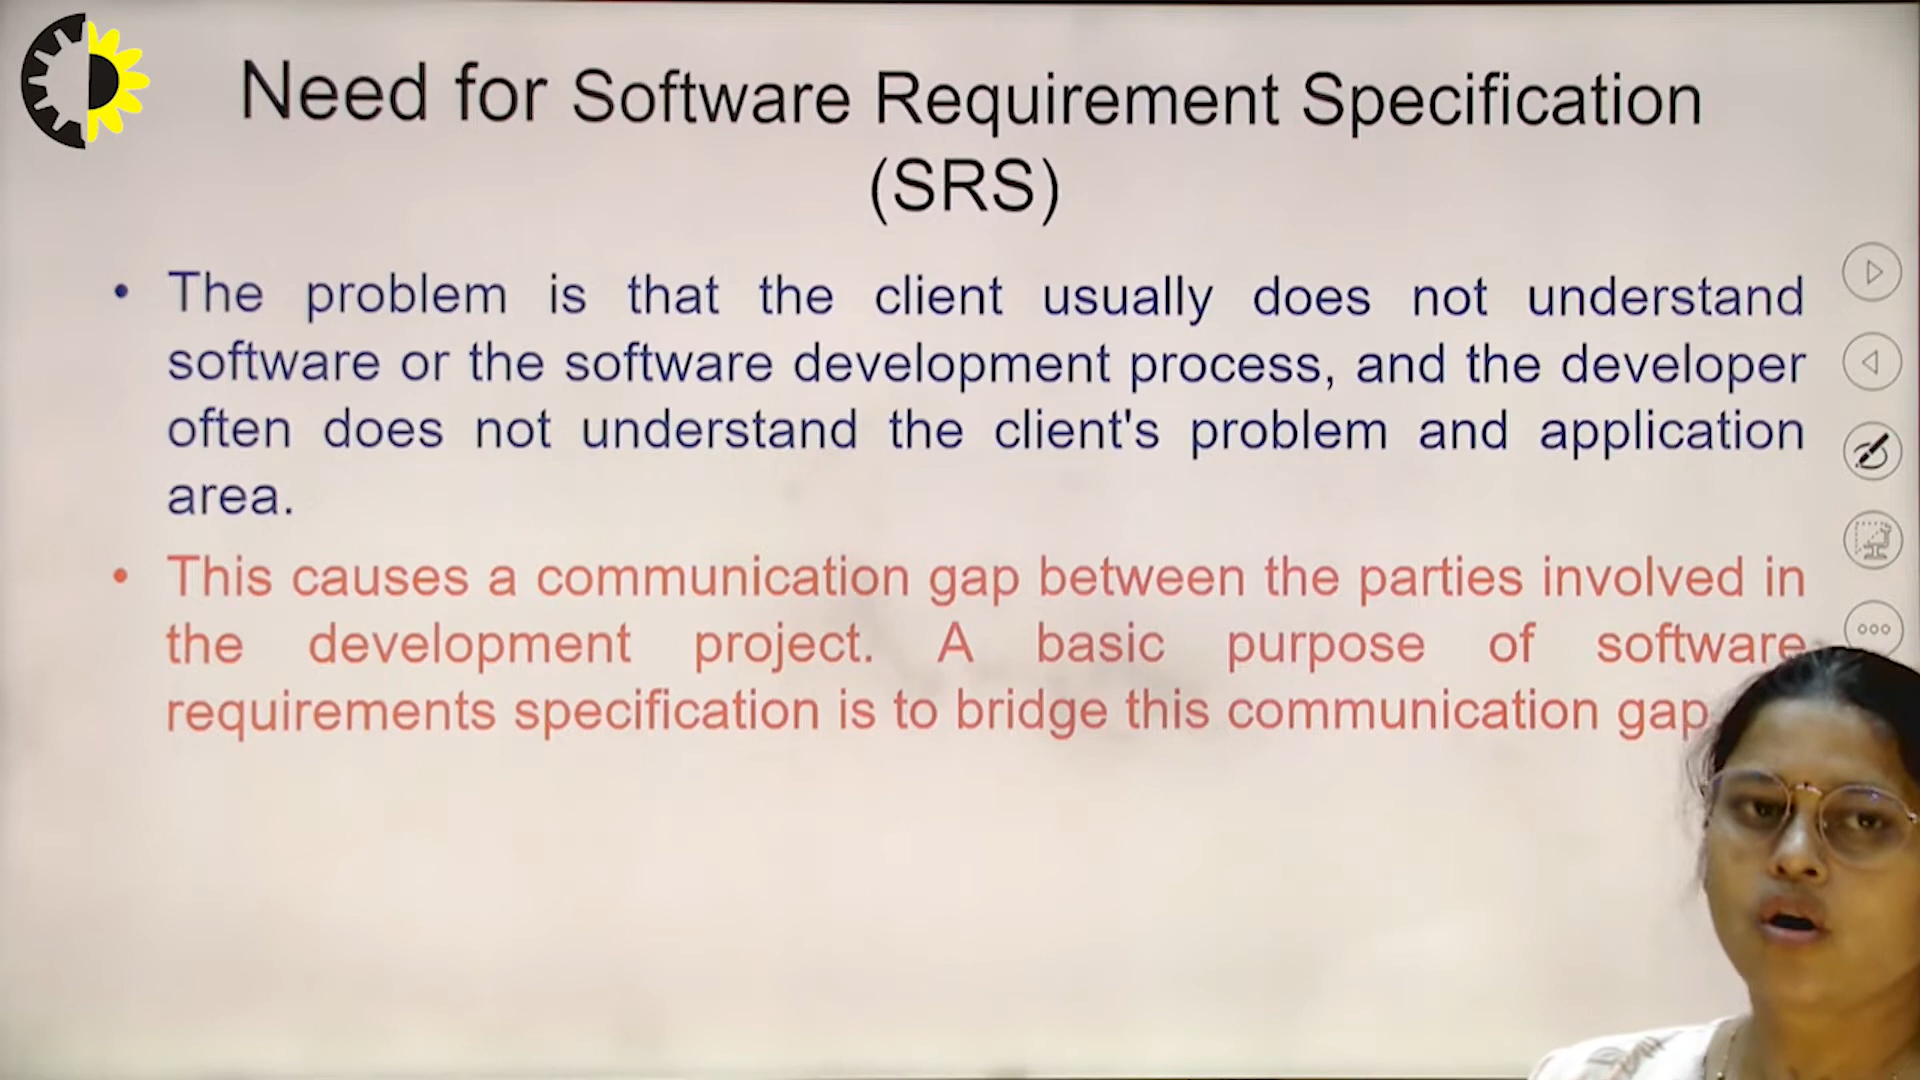 Need for Software Requirement Specification
(SRS)
• The problem is that the client usually does not understand
software or the software development process, and the developer
often does not understand the client's problem and application
area.
• This causes a communication gap between the parties involved in
the development project. A basic purpose of software
requirements specification is to bridge this communication gap